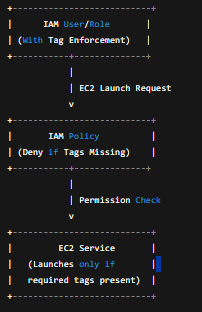 IAM User/Role
(With Tag Enforcement)
EC2 Launch Request
v
IAM Policy
(Deny if Tags Missing)
Permission Check
v
EC2 Service
(Launches only if
required tags present)